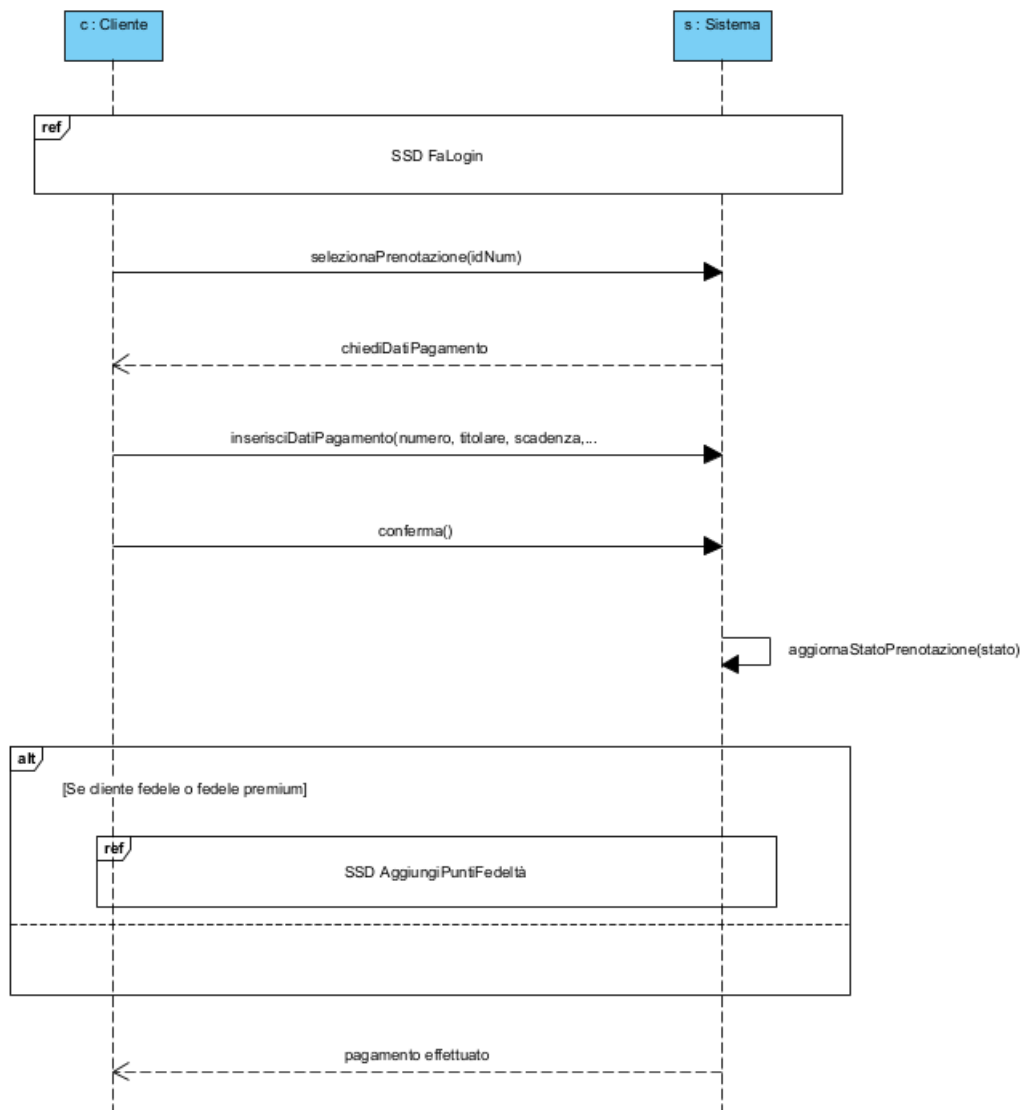 c : Cliente
s : Sistema
ref
SSD FaLogin
selezionaPrenotazione(idNum)
chiediDatiPagamento
inserisciDatiPagamento(numero, titolare, scadenza,...
conferma()
aggiornaStatoPrenotazione(stato)
alt
[Se cliente fedele o fedele premium]
ref
SSD AggiungiPuntiFedeltà
pagamento effettuato